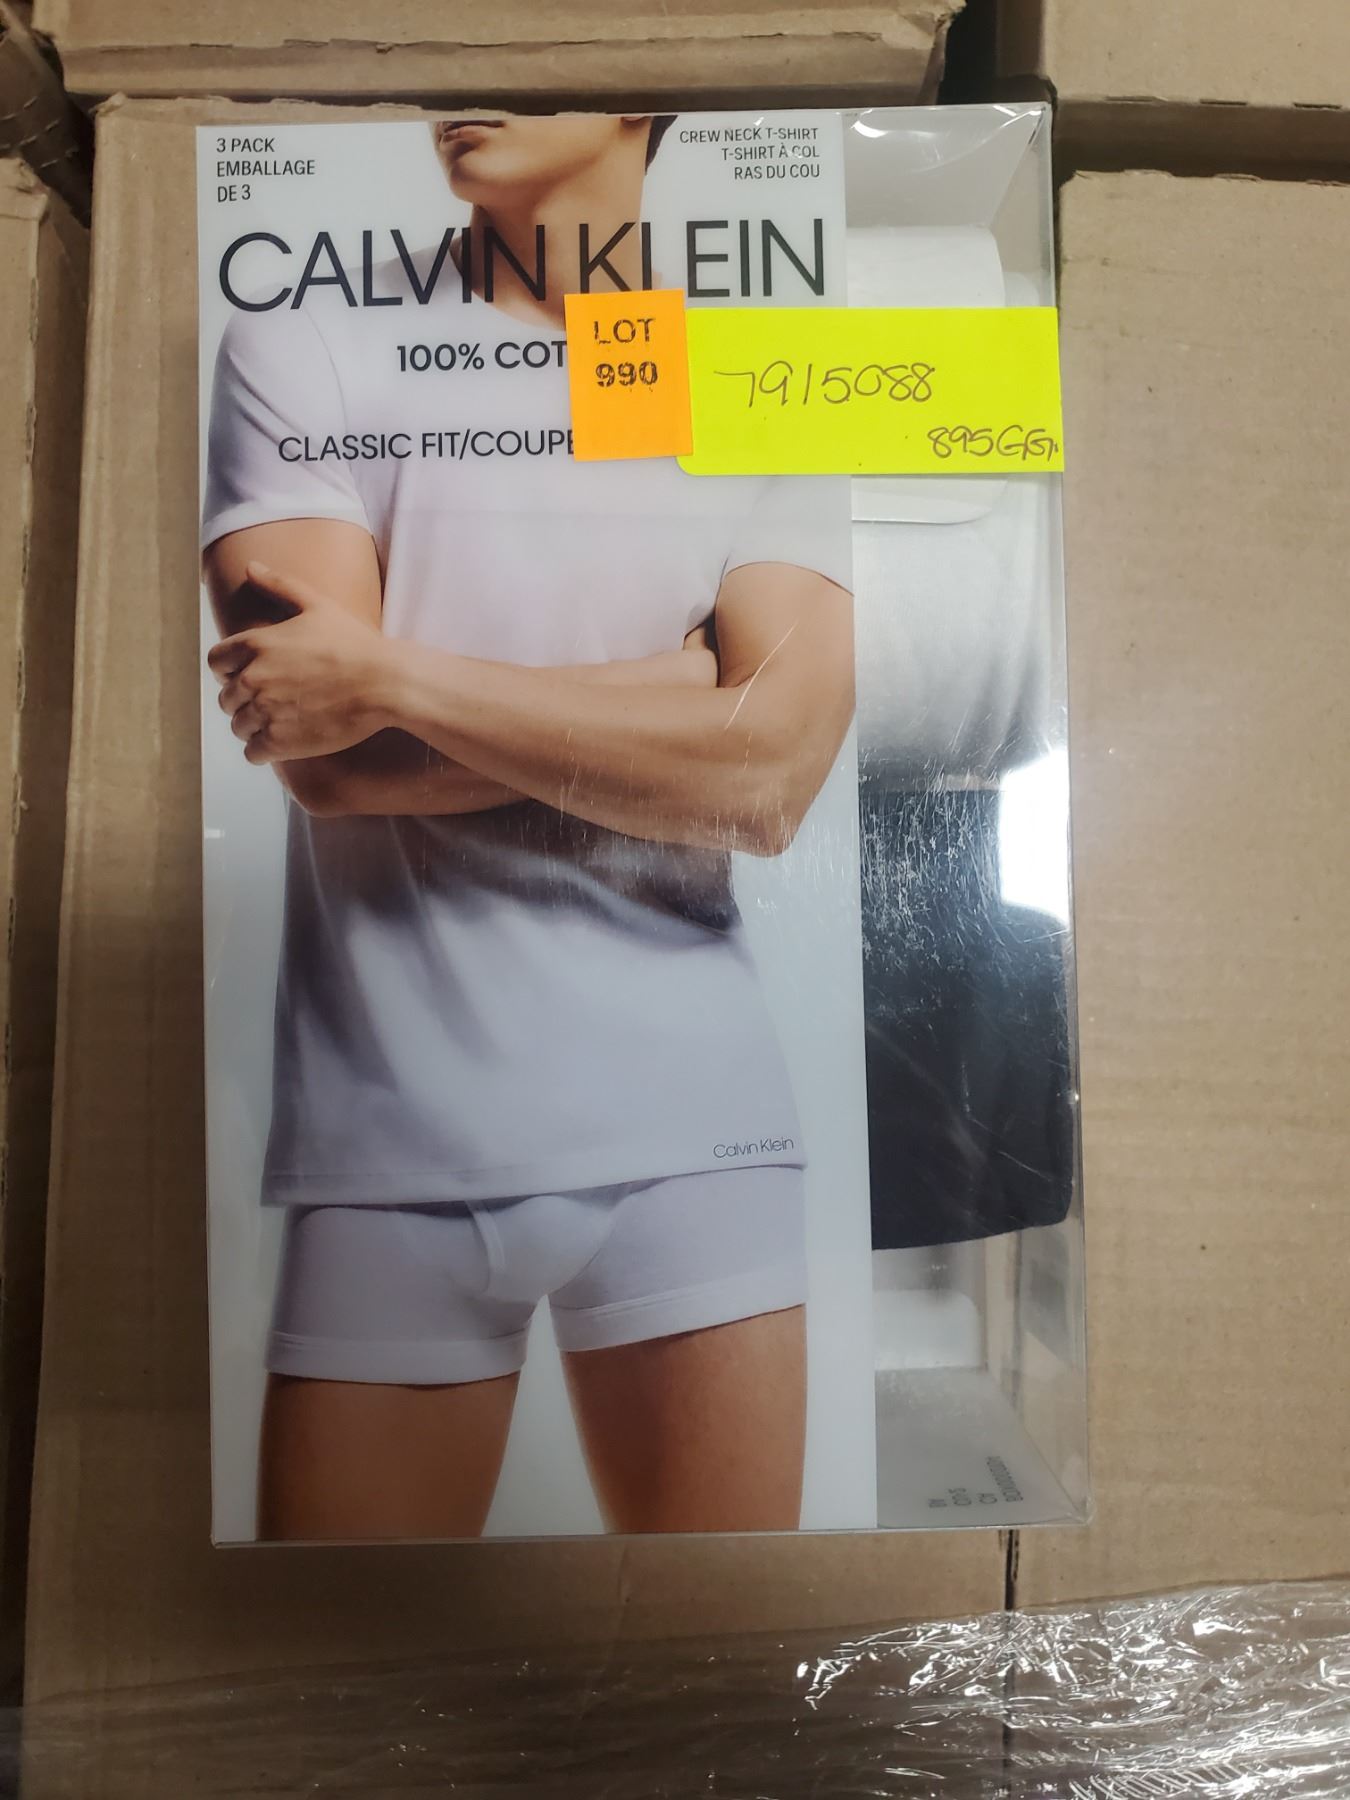 3 PACK
EMBALLAGE
DE 3
CREW NECK T-SHIRT
T-SHIRT À COL
RAS DU COU
CALVIN KLEIN
100% COT
CLASSIC FIT/COUPE
LOT
990
7915088
Calvin Klein